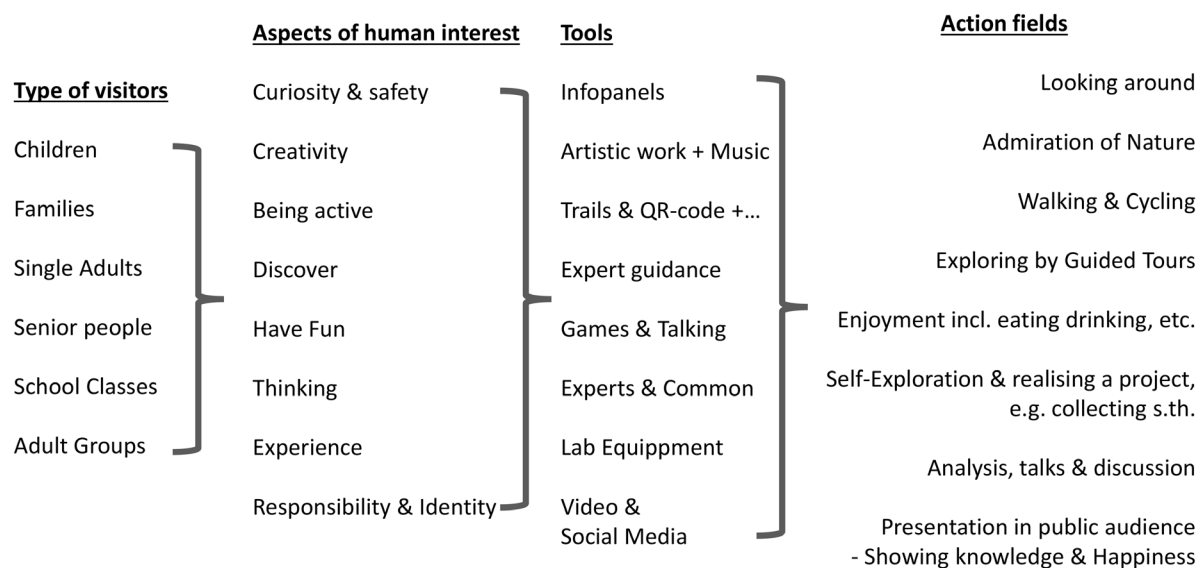 Type of visitors
Children
Families
Single Adults
Senior people
School Classes
Adult Groups
Aspects of human interest
Curiosity & safety
Creativity
Being active
Discover
Have Fun
Thinking
Experience
Responsibility & Identity
Tools
Infopanels
Artistic work + Music
Trails & QR-code +...
Expert guidance
Games & Talking
Experts & Common
Lab Equippment
Video &
Social Media
Action fields
Looking around
Admiration of Nature
Walking & Cycling
Exploring by Guided Tours
Enjoyment incl. eating drinking, etc.
Self-Exploration & realising a project,
e.g. collecting s.th.
Analysis, talks & discussion
Presentation in public audience
- Showing knowledge & Happiness